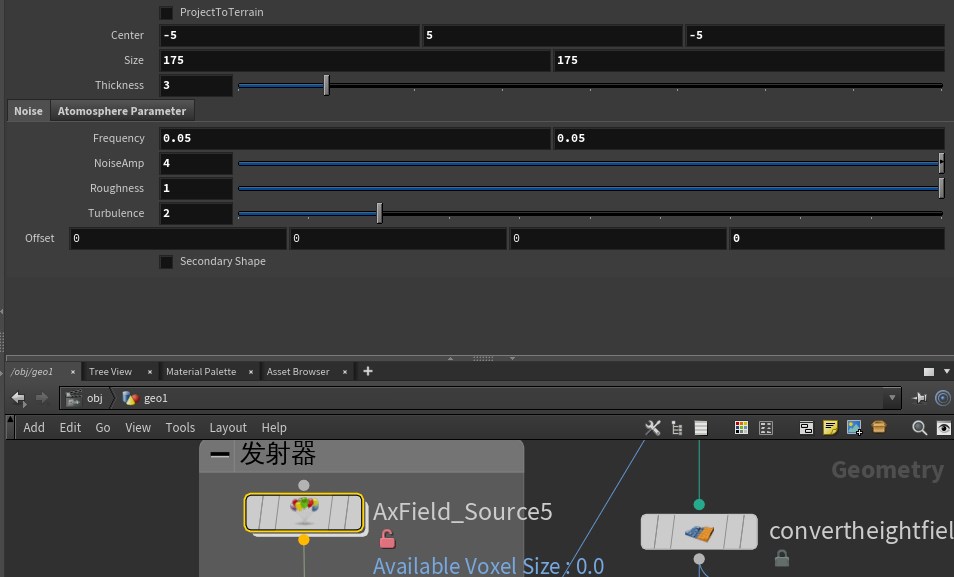 ProjectToTerrain
Center -5 5 -5
Size 175 175
Thickness 3
Noise Atomosphere Parameter
Frequency 0.05 0.05
NoiseAmp 4
Roughness 1
Turbulence 2
Offset 0 0 0 0
Secondary Shape
/obj/geo1 × Tree View × Material Palette × Asset Browser × +
obj geo1
Add Edit Go View Tools Layout Help
发射器
Geometry
AxField_Source5
convertheightfiel
Available Voxel Size : 0.0